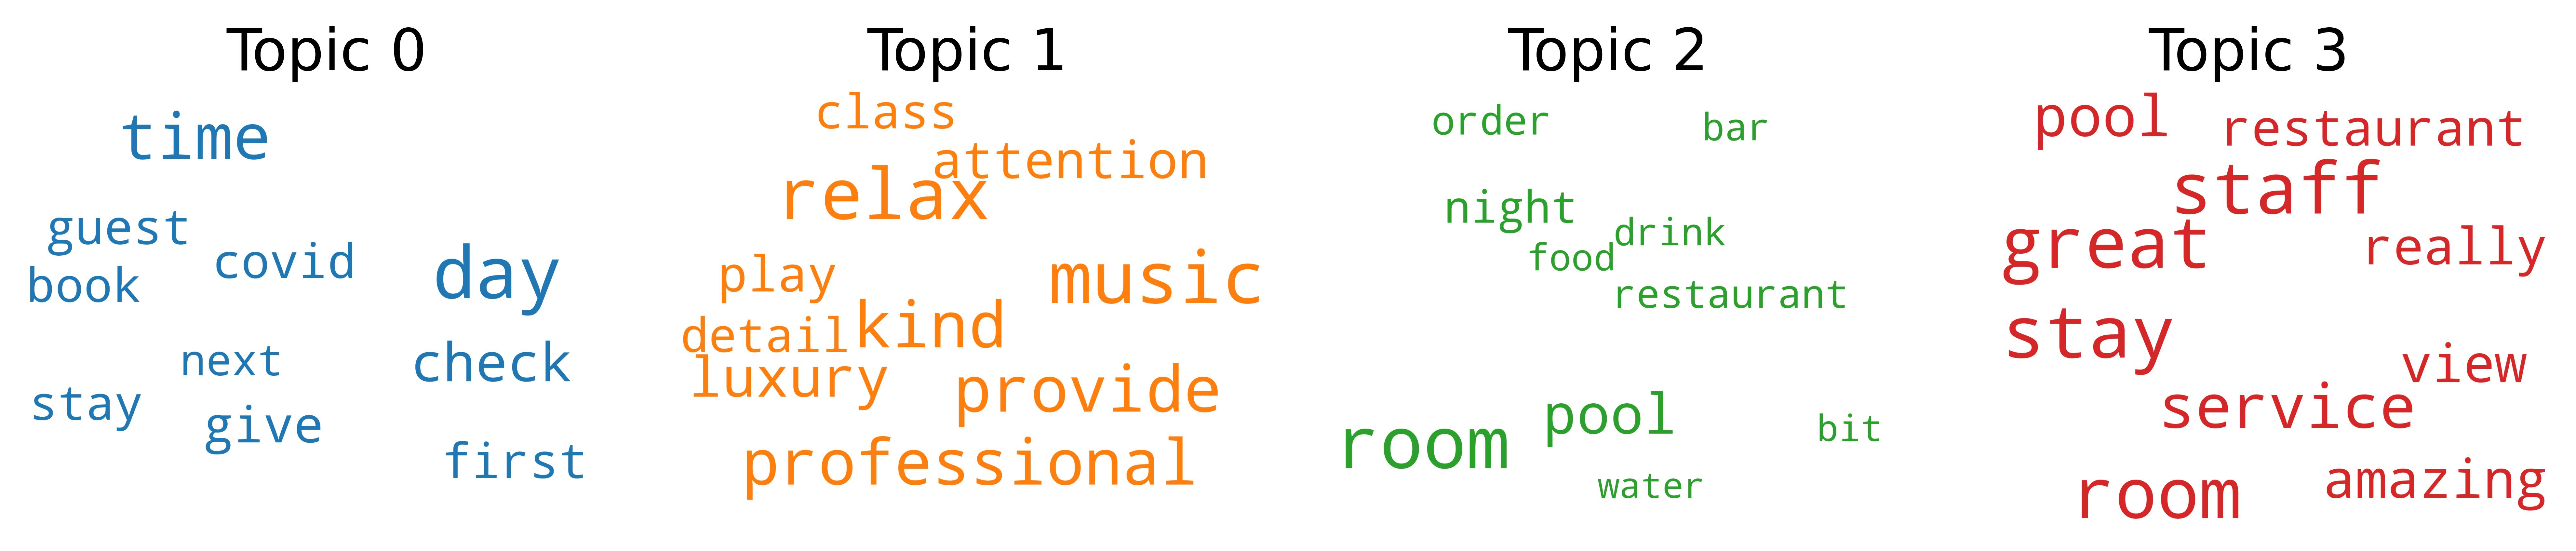 Topic 0
time
guest
covid
book
day
next
check
stay
give
first
Topic 1
class
attention
relax
play
music
detail
kind
luxury
provide
professional
Topic 2
order
bar
night
drink
food
restaurant
pool
room
bit
water
Topic 3
pool
restaurant
staff
great
really
stay
view
service
amazing
room